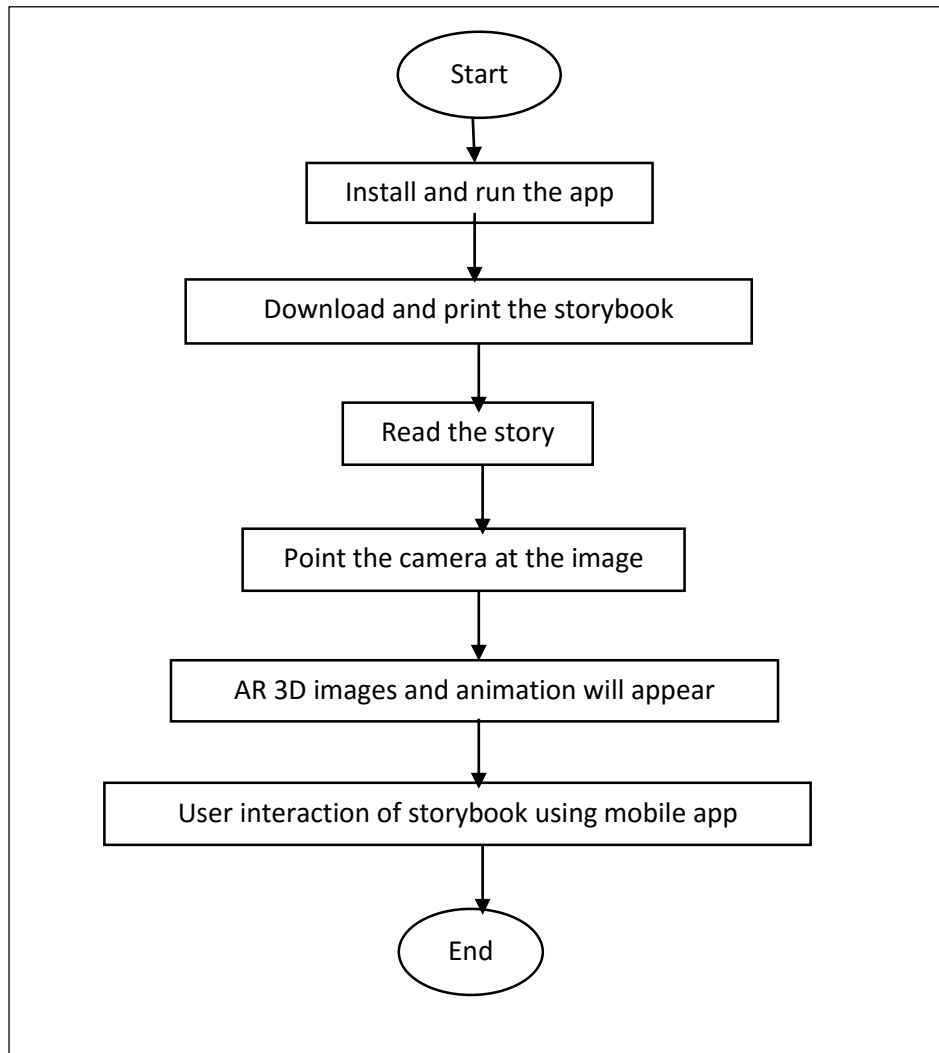 Start
Install and run the app
Download and print the storybook
Read the story
Point the camera at the image
AR 3D images and animation will appear
User interaction of storybook using mobile app
End